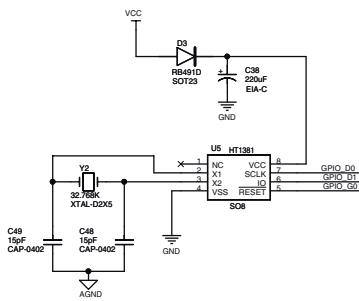 VCC
D3
RB491D
SOT23
+
C38
220uF
EIA-C
GND
U5 HT1381
1 NC VCC 8
2 X1 SCLK 7 GPIO_D0
3 X2 IO 6 GPIO_D1
4 VSS RESET 5 GPIO_G0
SO8
Y2
32.768K
XTAL-D2X5
C49
15pF
CAP-0402
C48
15pF
CAP-0402
GND
AGND